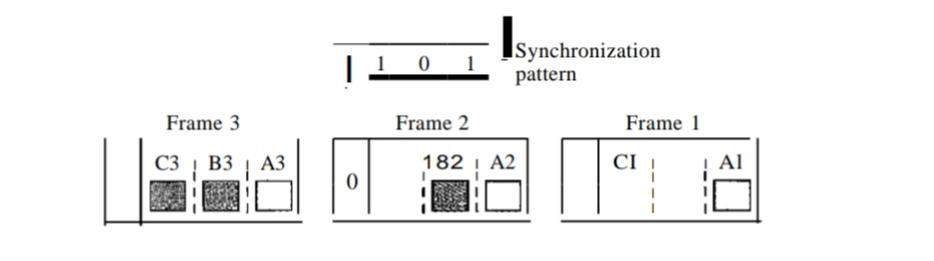 Synchronization
1 0 1
pattern
Frame 3 Frame 2 Frame 1
C3 B3 A3 182 A2 CI A1
0